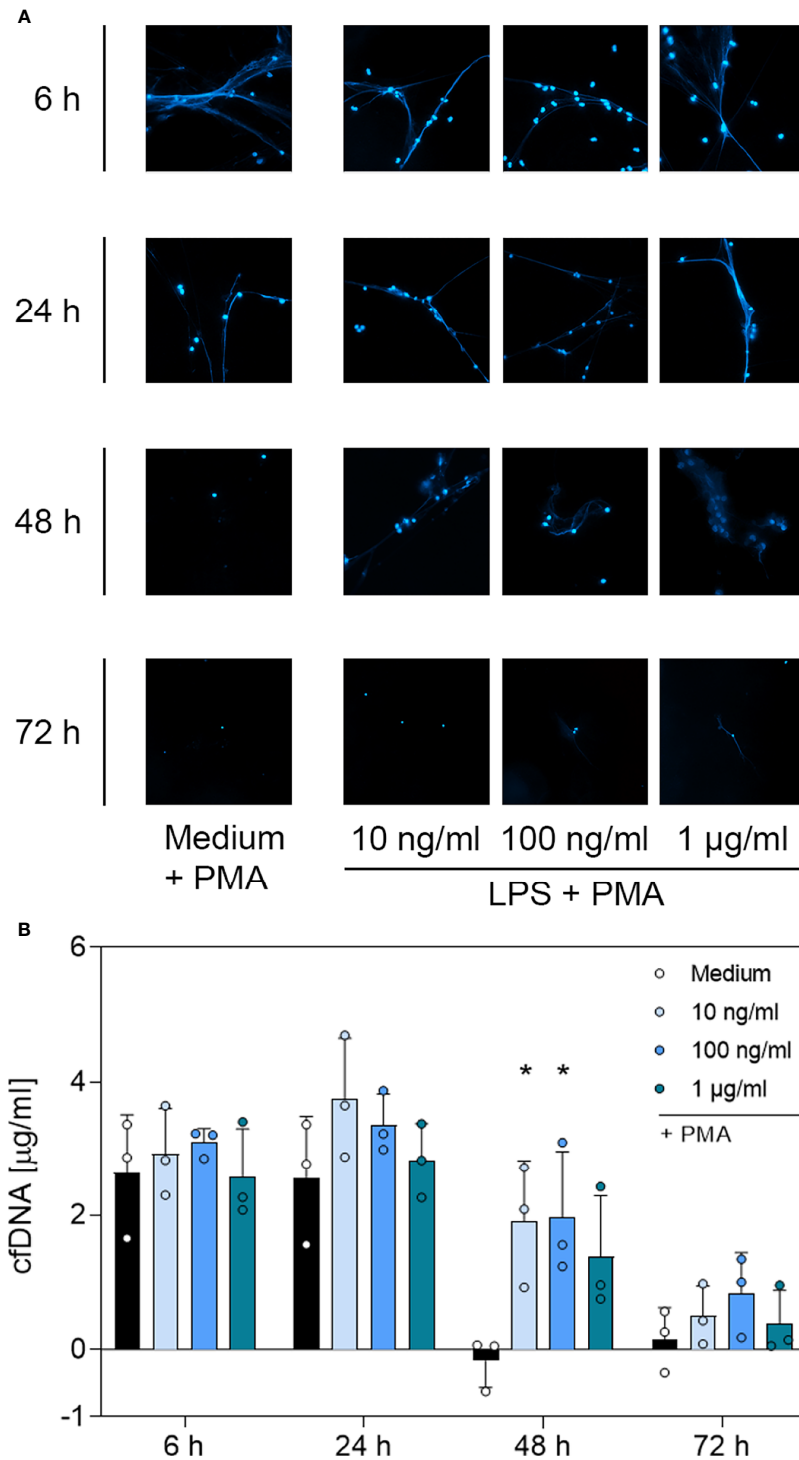 A
6 h
24 h
48 h
72 h
Medium + PMA
10 ng/ml 100 ng/ml 1 µg/ml
LPS + PMA
B
cfDNA [µg/ml]
6
4
2
0
-1
Medium
10 ng/ml
100 ng/ml
1 µg/ml
+ PMA
* *
6 h 24 h 48 h 72 h